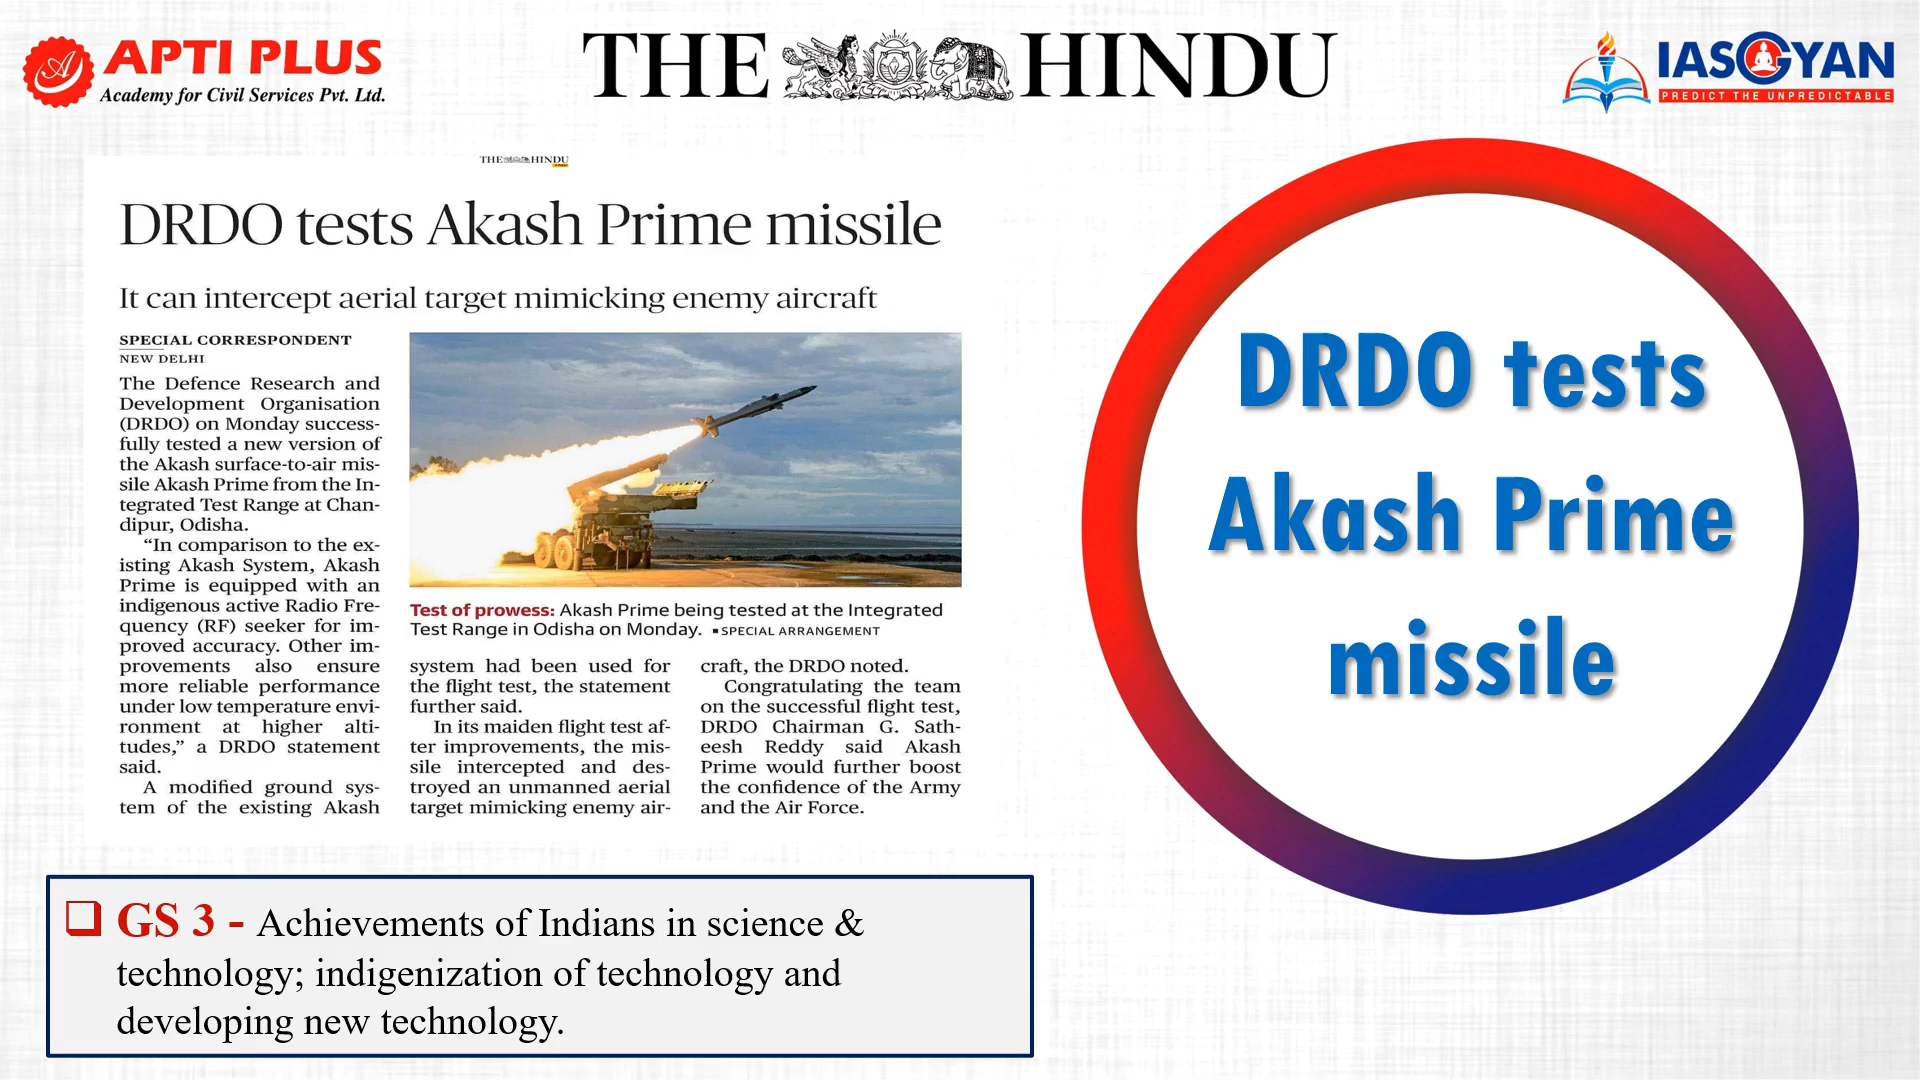 APTI PLUS
Academy for Civil Services Pvt. Ltd.
THE HINDU
IASGYAN
PREDICT THE UNPREDICTABLE
THE HINDU
DRDO tests Akash Prime missile
It can intercept aerial target mimicking enemy aircraft
SPECIAL CORRESPONDENT
NEW DELHI
The Defence Research and
Development Organisation
(DRDO) on Monday success-
fully tested a new version of
the Akash surface-to-air mis-
sile Akash Prime from the In-
tegrated Test Range at Chan-
dipur, Odisha.
“In comparison to the ex-
isting Akash System, Akash
Prime is equipped with an
indigenous active Radio Fre-
quency (RF) seeker for im-
proved accuracy. Other im-
provements also ensure
more reliable performance
under low temperature envi-
ronment at higher alti-
tudes,” a DRDO statement
said.
A modified ground sys-
tem of the existing Akash
Test of prowess: Akash Prime being tested at the Integrated
Test Range in Odisha on Monday. ▪ SPECIAL ARRANGEMENT
system had been used for
the flight test, the statement
further said.
In its maiden flight test af-
ter improvements, the mis-
sile intercepted and des-
troyed an unmanned aerial
target mimicking enemy air-
craft, the DRDO noted.
Congratulating the team
on the successful flight test,
DRDO Chairman G. Sath-
eesh Reddy said Akash
Prime would further boost
the confidence of the Army
and the Air Force.
DRDO tests
Akash Prime
missile
❑ GS 3 - Achievements of Indians in science &
technology; indigenization of technology and
developing new technology.